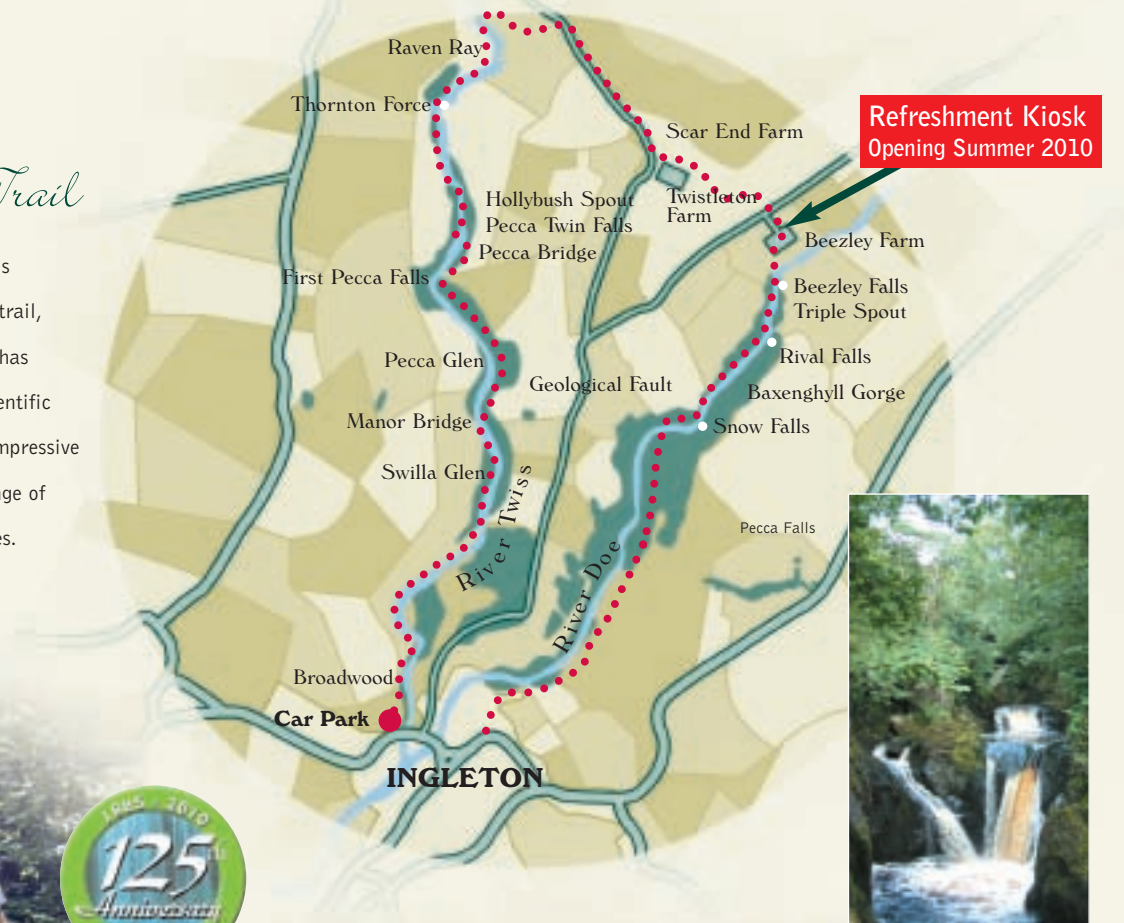 Trail
s
trail,
has
entific
mpressive
ge of
es.
Raven Ray
Thornton Force
Refreshment Kiosk
Opening Summer 2010
Scar End Farm
Hollybush Spout
Twistleton
Farm
Pecca Twin Falls
Pecca Bridge
Beezley Farm
First Pecca Falls
Beezley Falls
Triple Spout
Pecca Glen
Rival Falls
Geological Fault
Baxenghyll Gorge
Manor Bridge
Snow Falls
Swilla Glen
River Twiss
Pecca Falls
River Doe
Broadwood
Car Park
INGLETON
1885 - 2010
125th
Anniversary